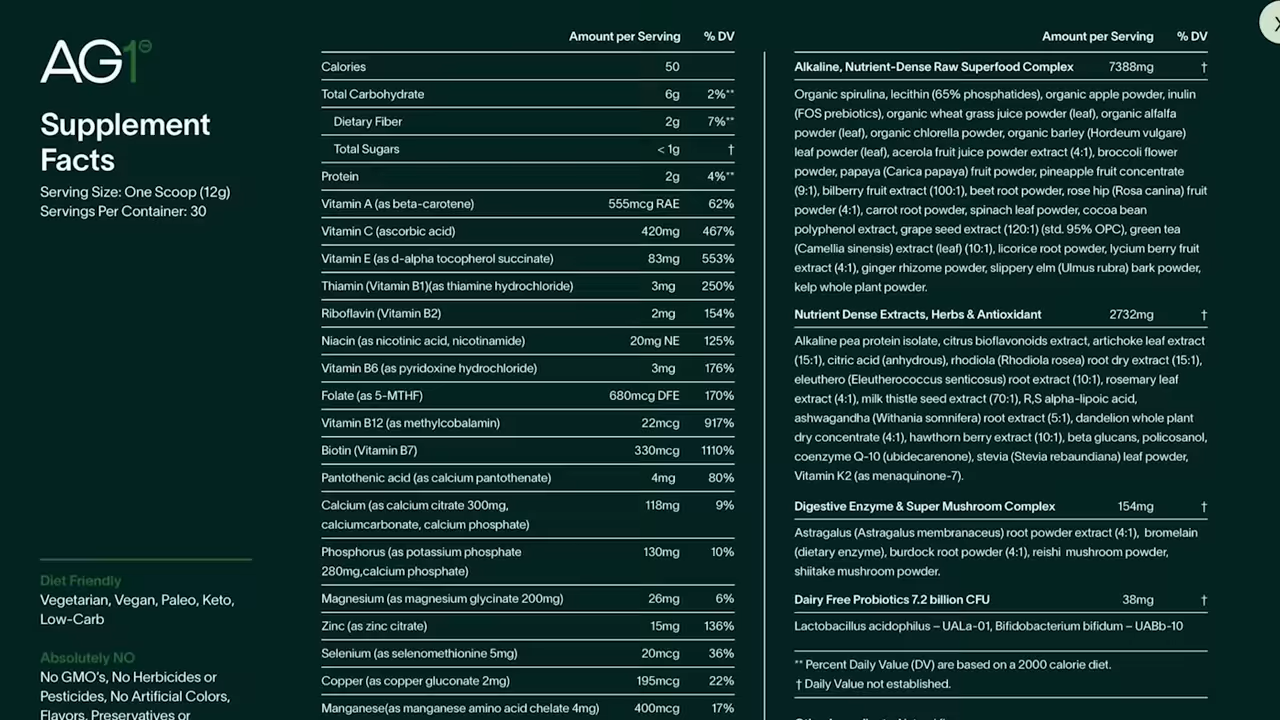 AG1
Supplement
Facts
Serving Size: One Scoop (12g)
Servings Per Container: 30
Diet Friendly
Vegetarian, Vegan, Paleo, Keto,
Low-Carb
Absolutely NO
No GMO's, No Herbicides or
Pesticides, No Artificial Colors,
Flavors, Preservatives or
Amount per Serving % DV
Calories 50
Total Carbohydrate 6g 2%**
Dietary Fiber 2g 7%**
Total Sugars < 1g †
Protein 2g 4%**
Vitamin A (as beta-carotene) 555mcg RAE 62%
Vitamin C (ascorbic acid) 420mg 467%
Vitamin E (as d-alpha tocopherol succinate) 83mg 553%
Thiamin (Vitamin B1)(as thiamine hydrochloride) 3mg 250%
Riboflavin (Vitamin B2) 2mg 154%
Niacin (as nicotinic acid, nicotinamide) 20mg NE 125%
Vitamin B6 (as pyridoxine hydrochloride) 3mg 176%
Folate (as 5-MTHF) 680mcg DFE 170%
Vitamin B12 (as methylcobalamin) 22mcg 917%
Biotin (Vitamin B7) 330mcg 1110%
Pantothenic acid (as calcium pantothenate) 4mg 80%
Calcium (as calcium citrate 300mg, 118mg 9%
calciumcarbonate, calcium phosphate)
Phosphorus (as potassium phosphate 130mg 10%
280mg,calcium phosphate)
Magnesium (as magnesium glycinate 200mg) 26mg 6%
Zinc (as zinc citrate) 15mg 136%
Selenium (as selenomethionine 5mg) 20mcg 36%
Copper (as copper gluconate 2mg) 195mcg 22%
Manganese(as manganese amino acid chelate 4mg) 400mcg 17%
Amount per Serving % DV
Alkaline, Nutrient-Dense Raw Superfood Complex 7388mg †
Organic spirulina, lecithin (65% phosphatides), organic apple powder, inulin
(FOS prebiotics), organic wheat grass juice powder (leaf), organic alfalfa
powder (leaf), organic chlorella powder, organic barley (Hordeum vulgare)
leaf powder (leaf), acerola fruit juice powder extract (4:1), broccoli flower
powder, papaya (Carica papaya) fruit powder, pineapple fruit concentrate
(9:1), bilberry fruit extract (100:1), beet root powder, rose hip (Rosa canina) fruit
powder (4:1), carrot root powder, spinach leaf powder, cocoa bean
polyphenol extract, grape seed extract (120:1) (std. 95% OPC), green tea
(Camellia sinensis) extract (leaf) (10:1), licorice root powder, lycium berry fruit
extract (4:1), ginger rhizome powder, slippery elm (Ulmus rubra) bark powder,
kelp whole plant powder.
Nutrient Dense Extracts, Herbs & Antioxidant 2732mg †
Alkaline pea protein isolate, citrus bioflavonoids extract, artichoke leaf extract
(15:1), citric acid (anhydrous), rhodiola (Rhodiola rosea) root dry extract (15:1),
eleuthero (Eleutherococcus senticosus) root extract (10:1), rosemary leaf
extract (4:1), milk thistle seed extract (70:1), R,S alpha-lipoic acid,
ashwagandha (Withania somnifera) root extract (5:1), dandelion whole plant
dry concentrate (4:1), hawthorn berry extract (10:1), beta glucans, policosanol,
coenzyme Q-10 (ubidecarenone), stevia (Stevia rebaundiana) leaf powder,
Vitamin K2 (as menaquinone-7).
Digestive Enzyme & Super Mushroom Complex 154mg †
Astragalus (Astragalus membranaceus) root powder extract (4:1), bromelain
(dietary enzyme), burdock root powder (4:1), reishi mushroom powder,
shiitake mushroom powder.
Dairy Free Probiotics 7.2 billion CFU 38mg †
Lactobacillus acidophilus – UALa-01, Bifidobacterium bifidum – UABb-10
** Percent Daily Value (DV) are based on a 2000 calorie diet.
† Daily Value not established.